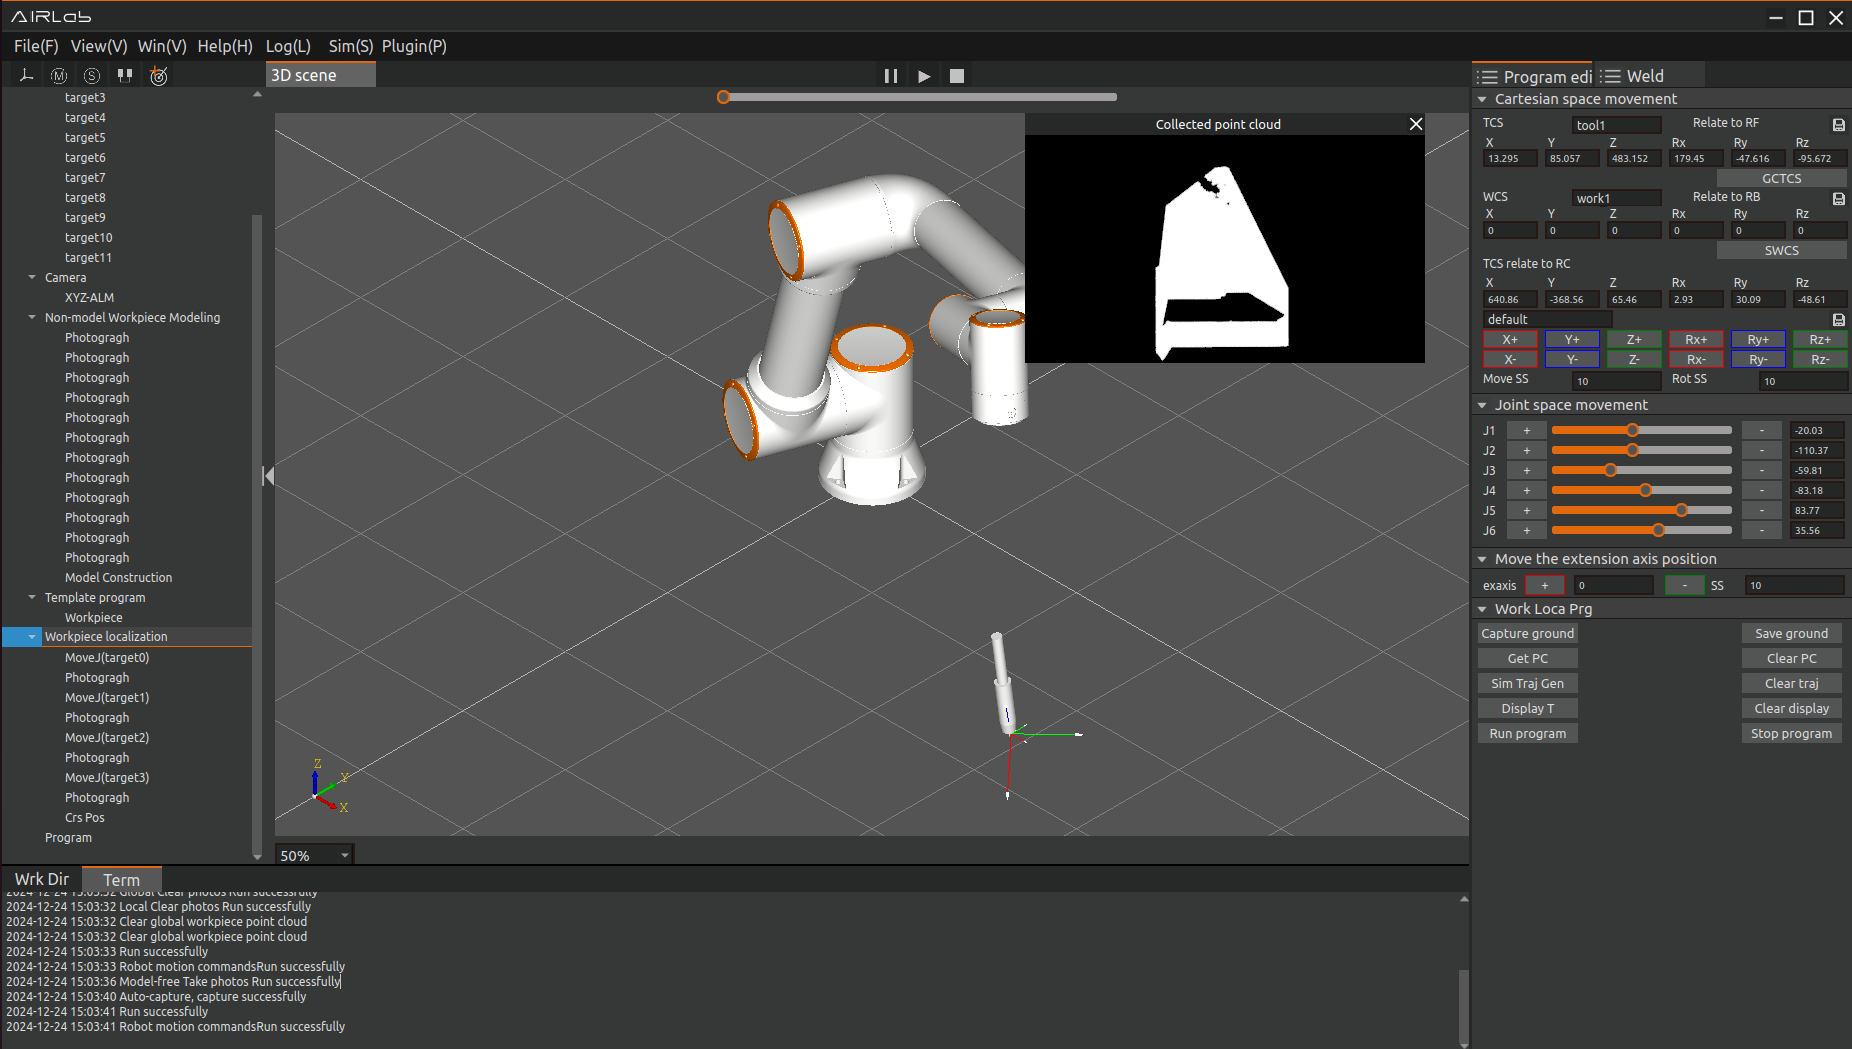 AIRLab
File(F) View(V) Win(V) Help(H) Log(L) Sim(S) Plugin(P)
M S
3D scene
target3
target4
target5
target6
target7
target8
target9
target10
target11
Camera
XYZ-ALM
Non-model Workpiece Modeling
Photogragh
Photogragh
Photogragh
Photogragh
Photogragh
Photogragh
Photogragh
Photogragh
Photogragh
Photogragh
Photogragh
Photogragh
Model Construction
Template program
Workpiece
Workpiece localization
MoveJ(target0)
Photogragh
MoveJ(target1)
Photogragh
MoveJ(target2)
Photogragh
MoveJ(target3)
Photogragh
Crs Pos
Program
Collected point cloud
Z
Y
X
50%
Program edi Weld
Cartesian space movement
TCS tool1 Relate to RF
X Y Z Rx Ry Rz
13.295 85.057 483.152 179.45 -47.616 -95.672
GCTCS
WCS work1 Relate to RB
X Y Z Rx Ry Rz
0 0 0 0 0 0
SWCS
TCS relate to RC
X Y Z Rx Ry Rz
640.86 -368.56 65.46 2.93 30.09 -48.61
default
X+ Y+ Z+ Rx+ Ry+ Rz+
X- Y- Z- Rx- Ry- Rz-
Move SS 10 Rot SS 10
Joint space movement
J1 + - -20.03
J2 + - -110.37
J3 + - -59.81
J4 + - -83.18
J5 + - 83.77
J6 + - 35.56
Move the extension axis position
exaxis + 0 - SS 10
Work Loca Prg
Capture ground Save ground
Get PC Clear PC
Sim Traj Gen Clear traj
Display T Clear display
Run program Stop program
Wrk Dir Term
2024-12-24 15:03:32 Global Clear photos Run successfully
2024-12-24 15:03:32 Local Clear photos Run successfully
2024-12-24 15:03:32 Clear global workpiece point cloud
2024-12-24 15:03:32 Clear global workpiece point cloud
2024-12-24 15:03:33 Run successfully
2024-12-24 15:03:33 Robot motion commandsRun successfully
2024-12-24 15:03:36 Model-free Take photos Run successfully
2024-12-24 15:03:40 Auto-capture, capture successfully
2024-12-24 15:03:41 Run successfully
2024-12-24 15:03:41 Robot motion commandsRun successfully